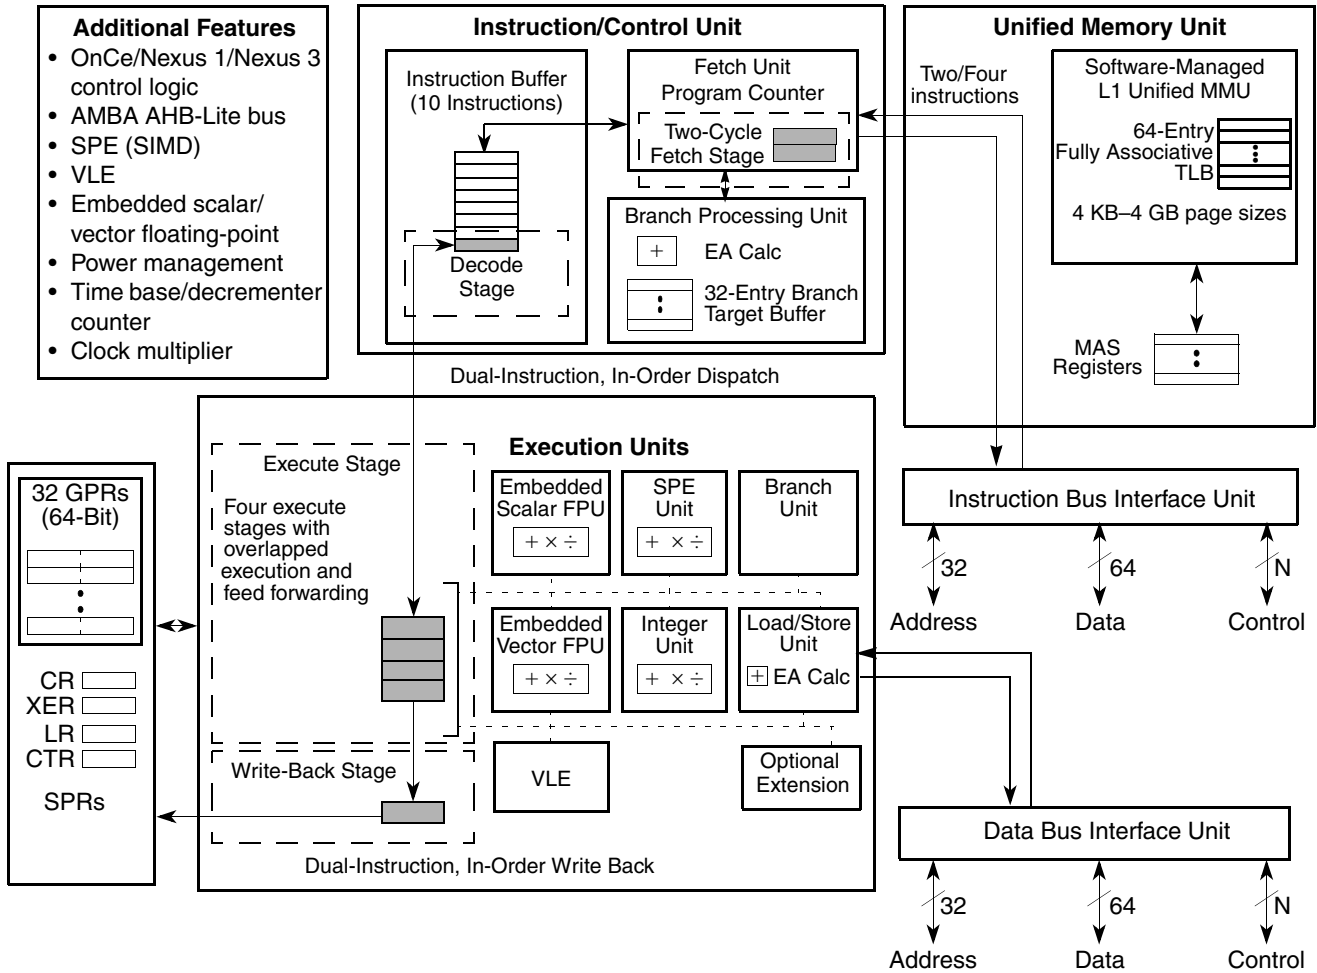 Additional Features
• OnCe/Nexus 1/Nexus 3
control logic
• AMBA AHB-Lite bus
• SPE (SIMD)
• VLE
• Embedded scalar/
vector floating-point
• Power management
• Time base/decrementer
counter
• Clock multiplier
Instruction/Control Unit
Instruction Buffer
(10 Instructions)
Decode
Stage
Fetch Unit
Program Counter
Two-Cycle
Fetch Stage
Branch Processing Unit
+ EA Calc
32-Entry Branch
Target Buffer
Two/Four
instructions
Unified Memory Unit
Software-Managed
L1 Unified MMU
64-Entry
Fully Associative
TLB
4 KB–4 GB page sizes
MAS
Registers
Dual-Instruction, In-Order Dispatch
Execution Units
Execute Stage
Four execute
stages with
overlapped
execution and
feed forwarding
Embedded
Scalar FPU
+ × ÷
SPE
Unit
+ × ÷
Branch
Unit
Embedded
Vector FPU
+ × ÷
Integer
Unit
+ × ÷
Load/Store
Unit
+ EA Calc
VLE
Optional
Extension
Write-Back Stage
Dual-Instruction, In-Order Write Back
32 GPRs
(64-Bit)
CR
XER
LR
CTR
SPRs
Instruction Bus Interface Unit
32
64
N
Address
Data
Control
Data Bus Interface Unit
32
64
N
Address
Data
Control